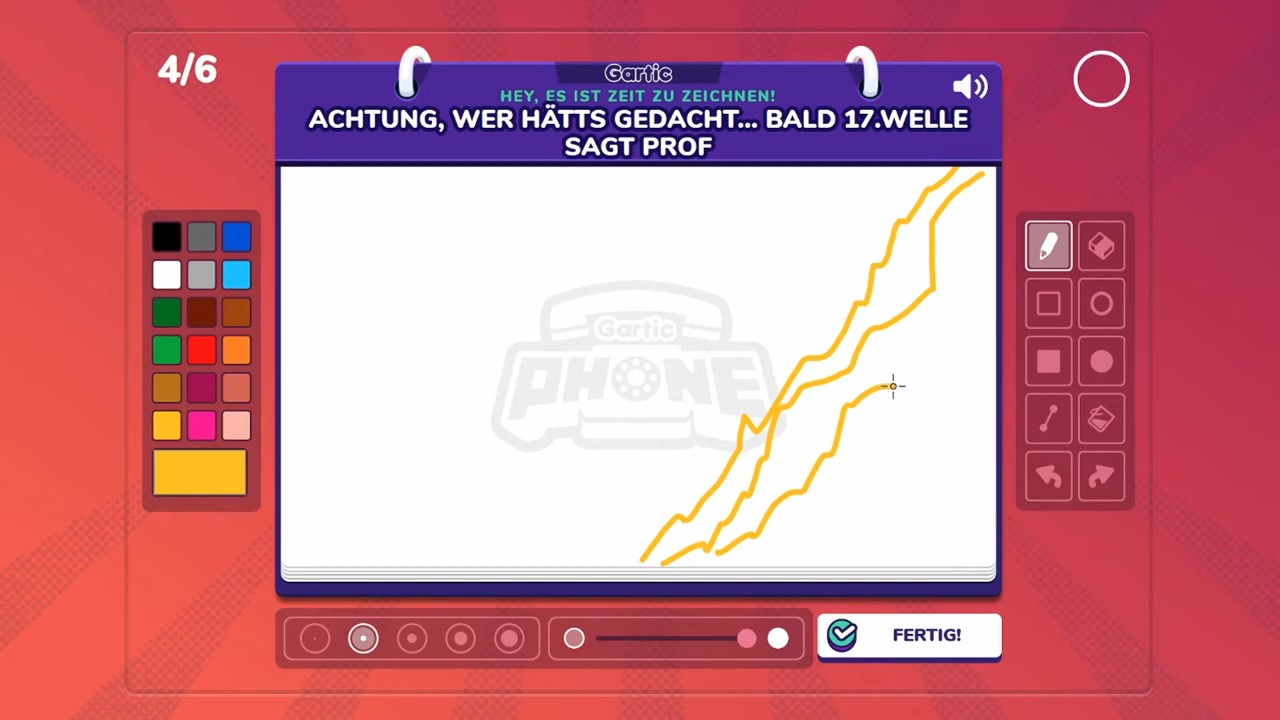 4/6
Gartic
HEY, ES IST ZEIT ZU ZEICHNEN!
ACHTUNG, WER HÄTTS GEDACHT... BALD 17.WELLE
SAGT PROF
Gartic
PHONE
FERTIG!